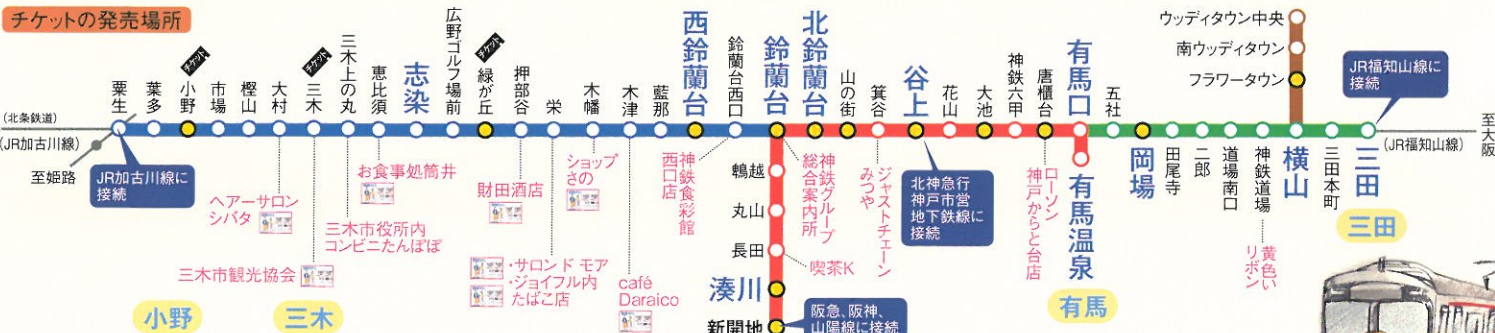 チケットの発売場所
(北条鉄道)
(JR加古川線)
至姫路
粟生
葉多
小野
チケット
市場
樫山
大村
三木
チケット
三木上の丸
恵比須
志染
広野ゴルフ場前
緑が丘
チケット
押部谷
栄
木幡
木津
藍那
西鈴蘭台
鈴蘭台西口
鈴蘭台
北鈴蘭台
山の街
箕谷
谷上
花山
大池
神鉄六甲
唐櫃台
有馬口
五社
岡場
田尾寺
二郎
道場南口
神鉄道場
横山
三田本町
三田
ウッディタウン中央
南ウッディタウン
フラワータウン
JR福知山線に
接続
至大阪
(JR福知山線)
JR加古川線に
接続
ヘアーサロン
シバタ
三木市観光協会
三木市役所内
コンビニたんぽぽ
お食事処筒井
財田酒店
・サロンド モア
・ジョイフル内
たばこ店
ショップ
さの
café
Daraico
神鉄食彩館
西口店
神鉄グループ
総合案内所
鵯越
丸山
長田
喫茶K
湊川
新開地
阪急、阪神、
山陽線に接続
ジャストチェーン
みつや
北神急行
神戸市営
地下鉄線に
接続
ローソン
神戸からと台店
有馬温泉
黄色い
リボン
小野
三木
有馬
三田